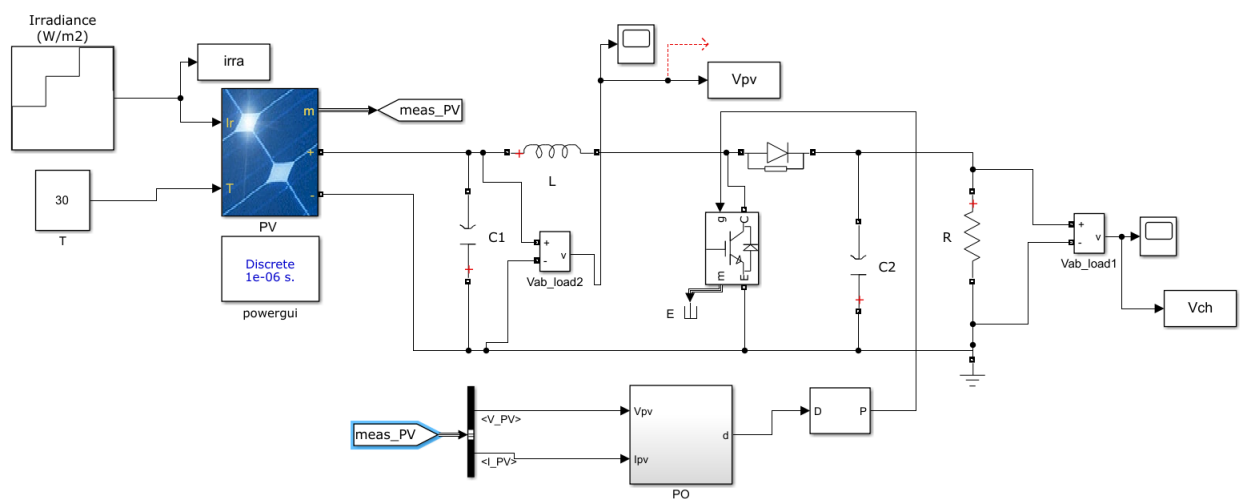 Irradiance
(W/m2)
irra
Vpv
m
Ir
meas_PV
+
T
-
PV
30
T
Discrete
1e-06 s.
powergui
+
L
C1
+
+
-
v
Vab_load2
g
C
m
E
E
C2
+
R
+
+
-
v
Vab_load1
Vch
meas_PV
<V_PV>
<I_PV>
Vpv
Ipv
d
PO
D
P